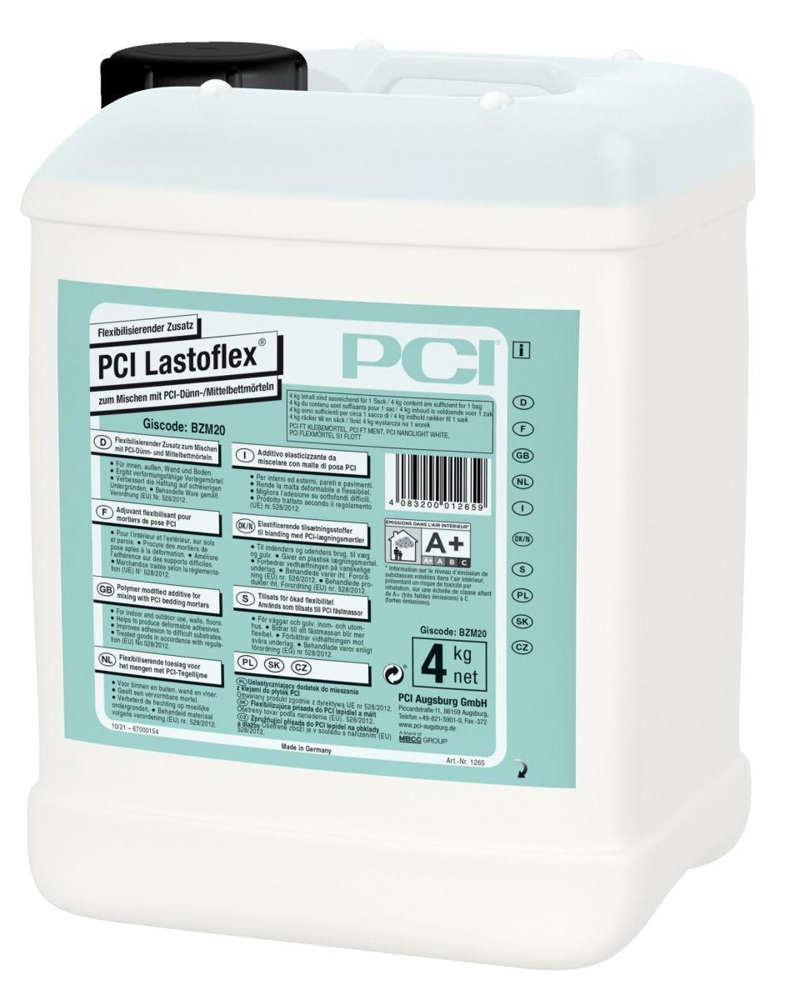 Flexibilisierender Zusatz
PCI Lastoflex®
zum Mischen mit PCI-Dünn-/Mittelbettmörteln
Giscode: BZM20
PCI®
i
4 kg Inhalt sind ausreichend für 1 Sack / 4 kg content are sufficient for 1 bag
4 kg du contenu sont suffisants pour 1 sac / 4 kg inhoud is voldoende voor 1 zak
4 kg sono sufficienti per circa 1 sacco di / 4 kg indhold rækker til 1 sæk
4 kg räcker till en säck / Ilość 4 kg wystarcza na 1 worek
PCI FT KLEBEMÖRTEL, PCI FT MENT, PCI NANOLIGHT WHITE,
PCI FLEXMÖRTEL S1 FLOTT
D
Flexibilisierender Zusatz zum Mischen
mit PCI-Dünn- und Mittelbettmörteln
• Für innen, außen, Wand und Boden.
• Ergibt verformungsfähige Verlegemörtel.
• Verbessert die Haftung auf schwierigen
Untergründen. • Behandelte Ware gemäß
Verordnung (EU) Nr. 528/2012.
F
Adjuvant flexibilisant pour
mortiers de pose PCI
• Pour l'intérieur et l'extérieur, sur sols
et parois. • Procure des mortiers de
pose aptes à la déformation. • Améliore
l'adhérence sur des supports difficiles.
• Marchandise traitée selon la réglementa-
tion (UE) N° 528/2012.
GB
Polymer modified additive for
mixing with PCI bedding mortars
• For indoor and outdoor use, walls, floors.
• Helps to produce deformable adhesives.
• Improves adhesion to difficult substrates.
• Treated goods in accordance with regula-
tion (EU) No 528/2012.
NL
Flexibiliserende toeslag voor
het mengen met PCI-Tegellijme
• Voor binnen en buiten, wand en vloer.
• Geeft een vervormbare mortel.
• Verbeterd de hechting op moeilijke
ondergronden. • Behandeld materiaal
volgens verordening (EU) nr. 528/2012.
10/21 – 67000154
I
Additivo elasticizzante da
miscelare con malte di posa PCI
• Per interni ed esterni, pareti e pavimenti.
• Rende la malta deformabile e flessibilel.
• Migliora l'adesione su sottofondi difficili.
• Prodotto trattato secondo il regolamento
(UE) nr. 528/2012.
DK/N
Elastificerende tilsætningsstoffer
til blanding med PCI-lægningsmørtler
• Til indendørs og udendørs brug, til væg
og gulv. • Giver en plastisk lægningsmørtel.
• Forbedrer vedhæftningen på vanskelige
underlag. • Behandlede varer iht. Forord-
ning (EU) nr. 528/2012. • Behandlede pro-
dukter iht. Forordning (EU) nr. 528/2012.
S
Tillsats för ökad flexibilitet
Används som tillsats till PCI fästmassor
• För väggar och golv, inom- och utom-
hus. • Bidrar till att fästmassan blir mer
flexibel. • Förbättrar vidhäftningen mot
svåra underlag. • Behandlade varor enligt
förordning (EG) nr 528/2012.
PL SK CZ
PL Uelastyczniający dodatek do mieszania
z klejami do płytek PCI
Omawiany produkt zgodnie z dyrektywą UE nr 528/2012.
SK Flexibilizujúca prísada do PCI lepidiel a mált
Ošetrený tovar podľa nariadenia (EÚ). 528/2012.
CZ Zpružňující přísada do PCI lepidel na obklady
a dlažby Ošetřené zboží je v souladu s nařízením (EU)
528/2012.
4 083200 012659
ÉMISSIONS DANS L'AIR INTÉRIEUR*
A+
A+ A B C
* Information sur le niveau d'émission de
substances volatiles dans l'air intérieur,
présentant un risque de toxicité par
inhalation, sur une échelle de classe allant
de A+ (très faibles émissions) à C
(fortes émissions).
Giscode: BZM20
4 kg
net
PCI Augsburg GmbH
Piccardstraße 11, 86159 Augsburg,
Telefon +49-821-5901-0, Fax -372
www.pci-augsburg.de
A brand of
MBCC GROUP
Made in Germany
Art.-Nr. 1265
D
F
GB
NL
I
DK/N
S
PL
SK
CZ